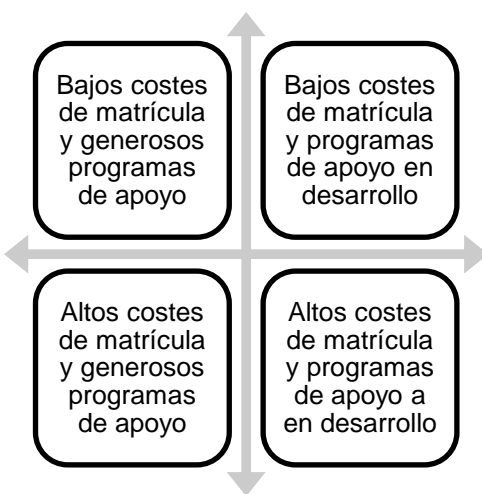 Bajos costes
de matrícula
y generosos
programas
de apoyo
Bajos costes
de matrícula
y programas
de apoyo en
desarrollo
Altos costes
de matrícula
y generosos
programas
de apoyo
Altos costes
de matrícula
y programas
de apoyo a
en desarrollo